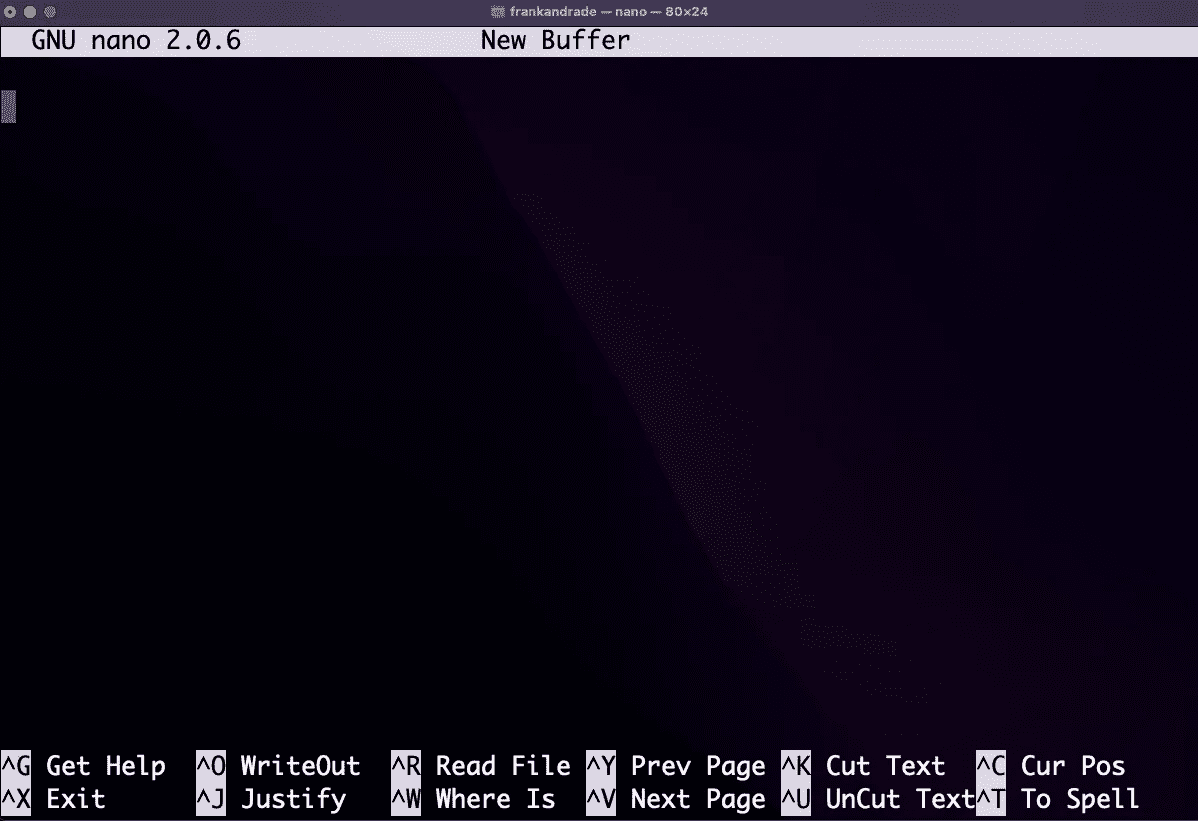 frankandrade — nano — 80×24
GNU nano 2.0.6 New Buffer
^G Get Help ^O WriteOut ^R Read File ^Y Prev Page ^K Cut Text ^C Cur Pos
^X Exit ^J Justify ^W Where Is ^V Next Page ^U UnCut Text ^T To Spell